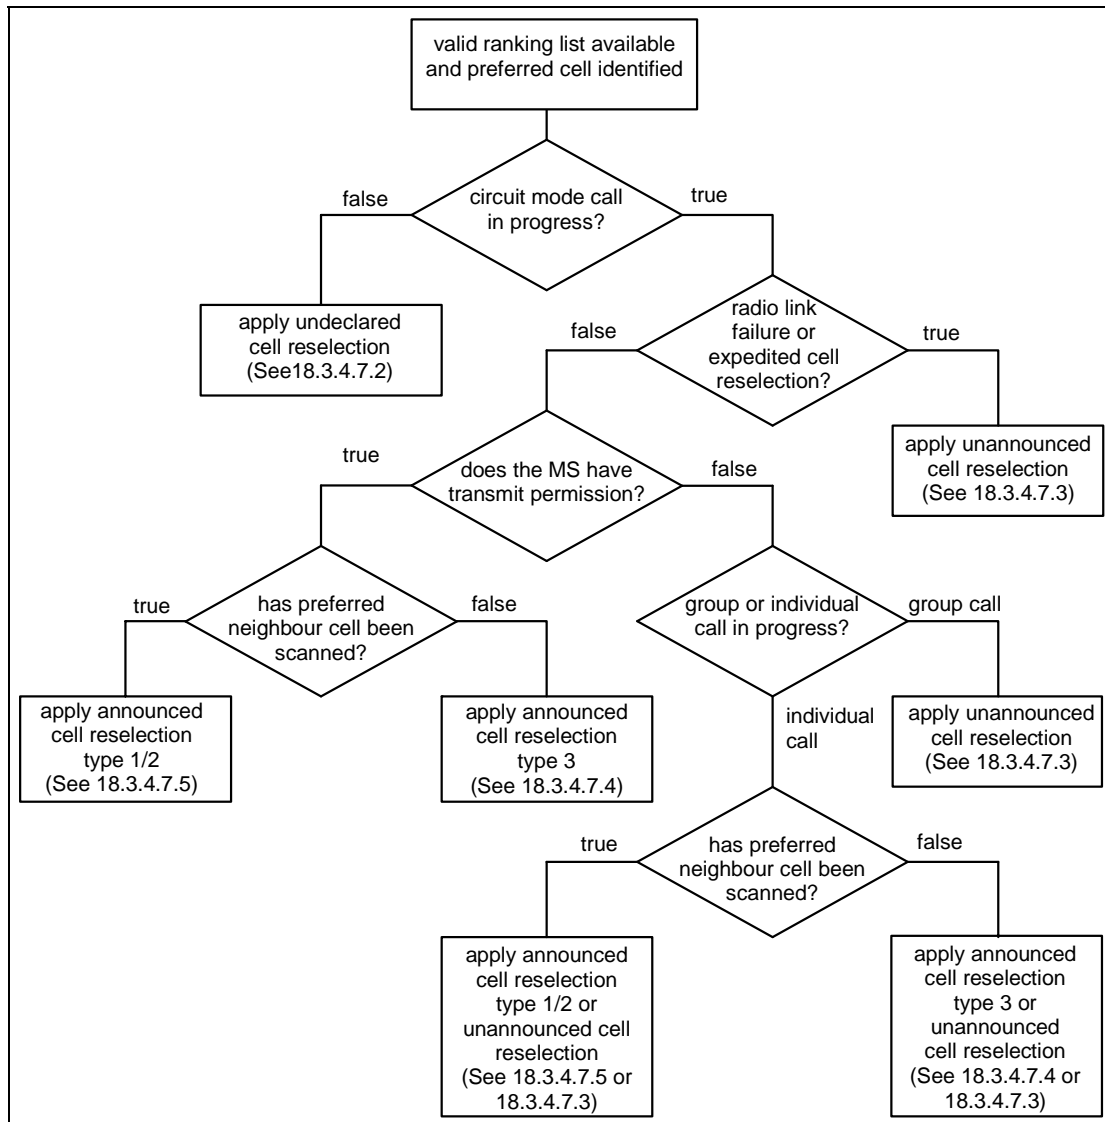 valid ranking list available
and preferred cell identified
false
circuit mode call
in progress?
true
apply undeclared
cell reselection
(See18.3.4.7.2)
false
radio link
failure or
expedited cell
reselection?
true
apply unannounced
cell reselection
(See 18.3.4.7.3)
true
does the MS have
transmit permission?
false
true
has preferred
neighbour cell been
scanned?
false
group or individual
call in progress?
group call
apply announced
cell reselection
type 1/2
(See 18.3.4.7.5)
apply announced
cell reselection
type 3
(See 18.3.4.7.4)
individual
call
apply unannounced
cell reselection
(See 18.3.4.7.3)
true
has preferred
neighbour cell been
scanned?
false
apply announced
cell reselection
type 1/2 or
unannounced cell
reselection
(See 18.3.4.7.5 or
18.3.4.7.3)
apply announced
cell reselection
type 3 or
unannounced
cell reselection
(See 18.3.4.7.4 or
18.3.4.7.3)